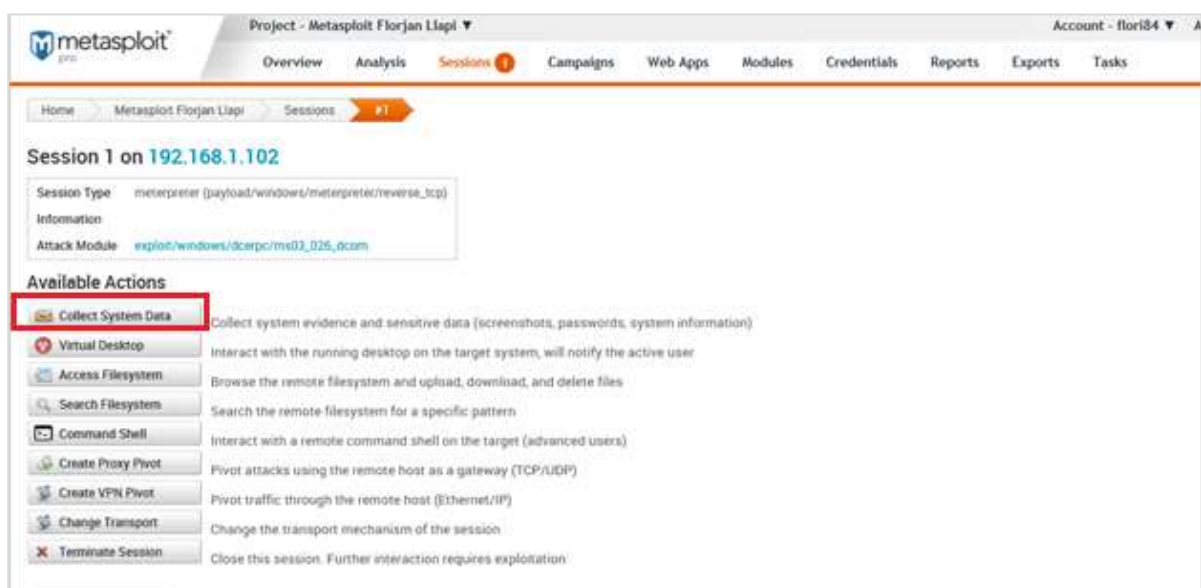 Project - Metasploit Florjan Llapi ▼ Account - flori84 ▼ A
metasploit®
pro
Overview Analysis Sessions 1 Campaigns Web Apps Modules Credentials Reports Exports Tasks
Home Metasploit Florjan Llapi Sessions #1
Session 1 on 192.168.1.102
Session Type meterpreter (payload/windows/meterpreter/reverse_tcp)
Information
Attack Module exploit/windows/dcerpc/ms03_026_dcom
Available Actions
Collect System Data Collect system evidence and sensitive data (screenshots, passwords, system information)
Virtual Desktop Interact with the running desktop on the target system, will notify the active user
Access Filesystem Browse the remote filesystem and upload, download, and delete files
Search Filesystem Search the remote filesystem for a specific pattern
Command Shell Interact with a remote command shell on the target (advanced users)
Create Proxy Pivot Pivot attacks using the remote host as a gateway (TCP/UDP)
Create VPN Pivot Pivot traffic through the remote host (Ethernet/IP)
Change Transport Change the transport mechanism of the session
Terminate Session Close this session. Further interaction requires exploitation